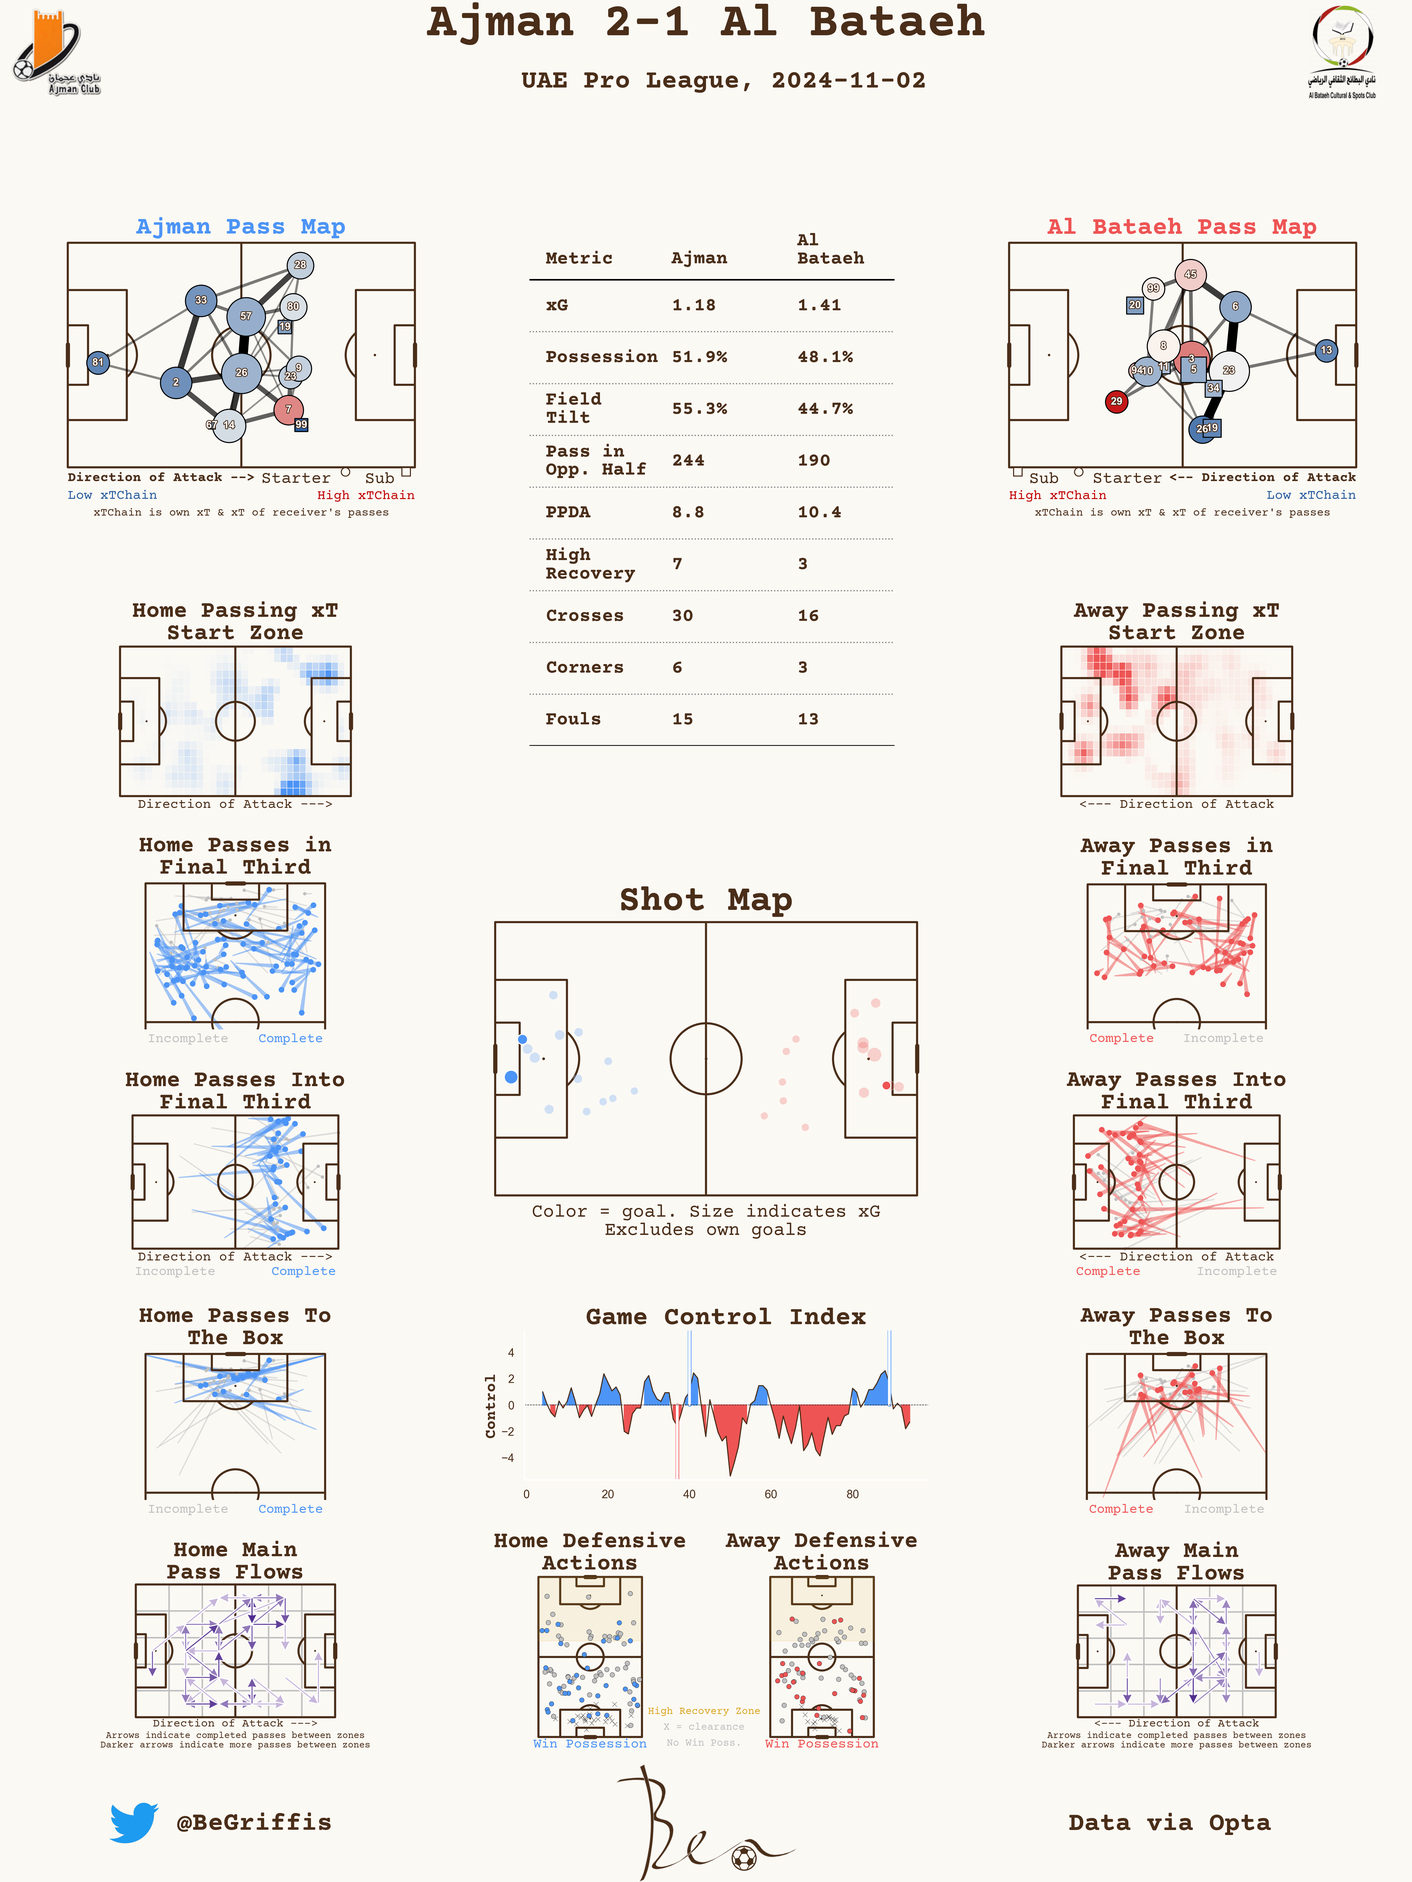 Ajman 2-1 Al Bataeh
UAE Pro League, 2024-11-02
نادي عجمان
Ajman Club
نادي البطائح الثقافي الرياضي
Al Bataeh Cultural & Spots Club
Ajman Pass Map
28
33
57
80
19
81
2
26
9
23
7
67
14
99
Direction of Attack --> Starter Sub
Low xTChain High xTChain
xTChain is own xT & xT of receiver's passes
Metric Ajman Al Bataeh
xG 1.18 1.41
Possession 51.9% 48.1%
Field Tilt 55.3% 44.7%
Pass in Opp. Half 244 190
PPDA 8.8 10.4
High Recovery 7 3
Crosses 30 16
Corners 6 3
Fouls 15 13
Al Bataeh Pass Map
45
99
20
6
8
13
3
94
10
11
5
23
34
29
26
19
Sub Starter <-- Direction of Attack
High xTChain Low xTChain
xTChain is own xT & xT of receiver's passes
Home Passing xT
Start Zone
Direction of Attack --->
Away Passing xT
Start Zone
<--- Direction of Attack
Home Passes in
Final Third
Incomplete Complete
Away Passes in
Final Third
Complete Incomplete
Shot Map
Color = goal. Size indicates xG
Excludes own goals
Home Passes Into
Final Third
Direction of Attack --->
Incomplete Complete
Away Passes Into
Final Third
<--- Direction of Attack
Complete Incomplete
Home Passes To
The Box
Incomplete Complete
Game Control Index
Control
4
2
0
−2
−4
0 20 40 60 80
Away Passes To
The Box
Complete Incomplete
Home Main
Pass Flows
Direction of Attack --->
Arrows indicate completed passes between zones
Darker arrows indicate more passes between zones
Home Defensive
Actions
Win Possession
High Recovery Zone
X = clearance
No Win Poss.
Away Defensive
Actions
Win Possession
Away Main
Pass Flows
<--- Direction of Attack
Arrows indicate completed passes between zones
Darker arrows indicate more passes between zones
@BeGriffis
Ben
Data via Opta